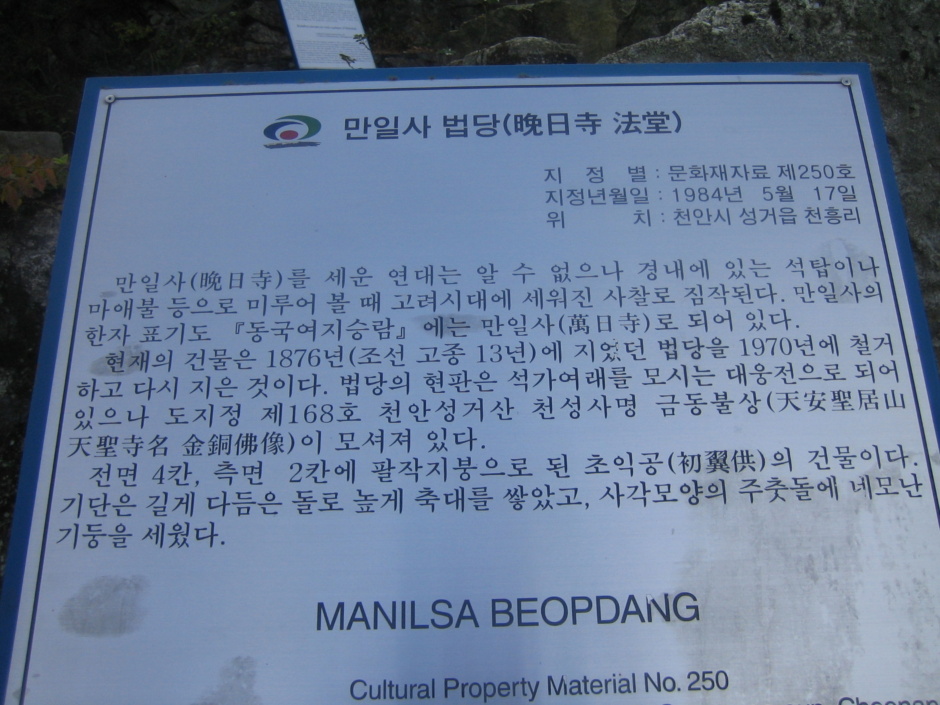 만일사 법당(晩日寺 法堂)
지 정 별 : 문화재자료 제250호
지정년월일 : 1984년 5월 17일
위 치 : 천안시 성거읍 천흥리
만일사(晩日寺)를 세운 연대는 알 수 없으나 경내에 있는 석탑이나
마애불 등으로 미루어 볼 때 고려시대에 세워진 사찰로 짐작된다. 만일사의
한자 표기도 『동국여지승람』에는 만일사(萬日寺)로 되어 있다.
현재의 건물은 1876년(조선 고종 13년)에 지었던 법당을 1970년에 철거
하고 다시 지은 것이다. 법당의 현판은 석가여래를 모시는 대웅전으로 되어
있으나 도지정 제168호 천안성거산 천성사명 금동불상(天安聖居山
天聖寺名 金銅佛像)이 모셔져 있다.
전면 4칸, 측면 2칸에 팔작지붕으로 된 초익공(初翼供)의 건물이다.
기단은 길게 다듬은 돌로 높게 축대를 쌓았고, 사각모양의 주춧돌에 네모난
기둥을 세웠다.
MANILSA BEOPDANG
Cultural Property Material No. 250